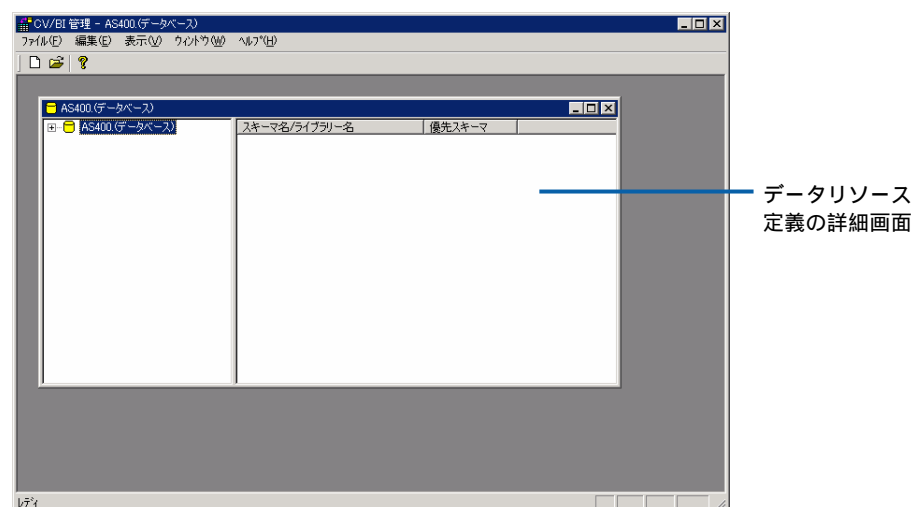 CV/BI 管理 - AS400.(データベース)
ファイル(F) 編集(E) 表示(V) ウィンドウ(W) ヘルプ(H)
AS400.(データベース)
AS400.(データベース)
スキーマ名/ライブラリー名 優先スキーマ
データリソース
定義の詳細画面
レディ